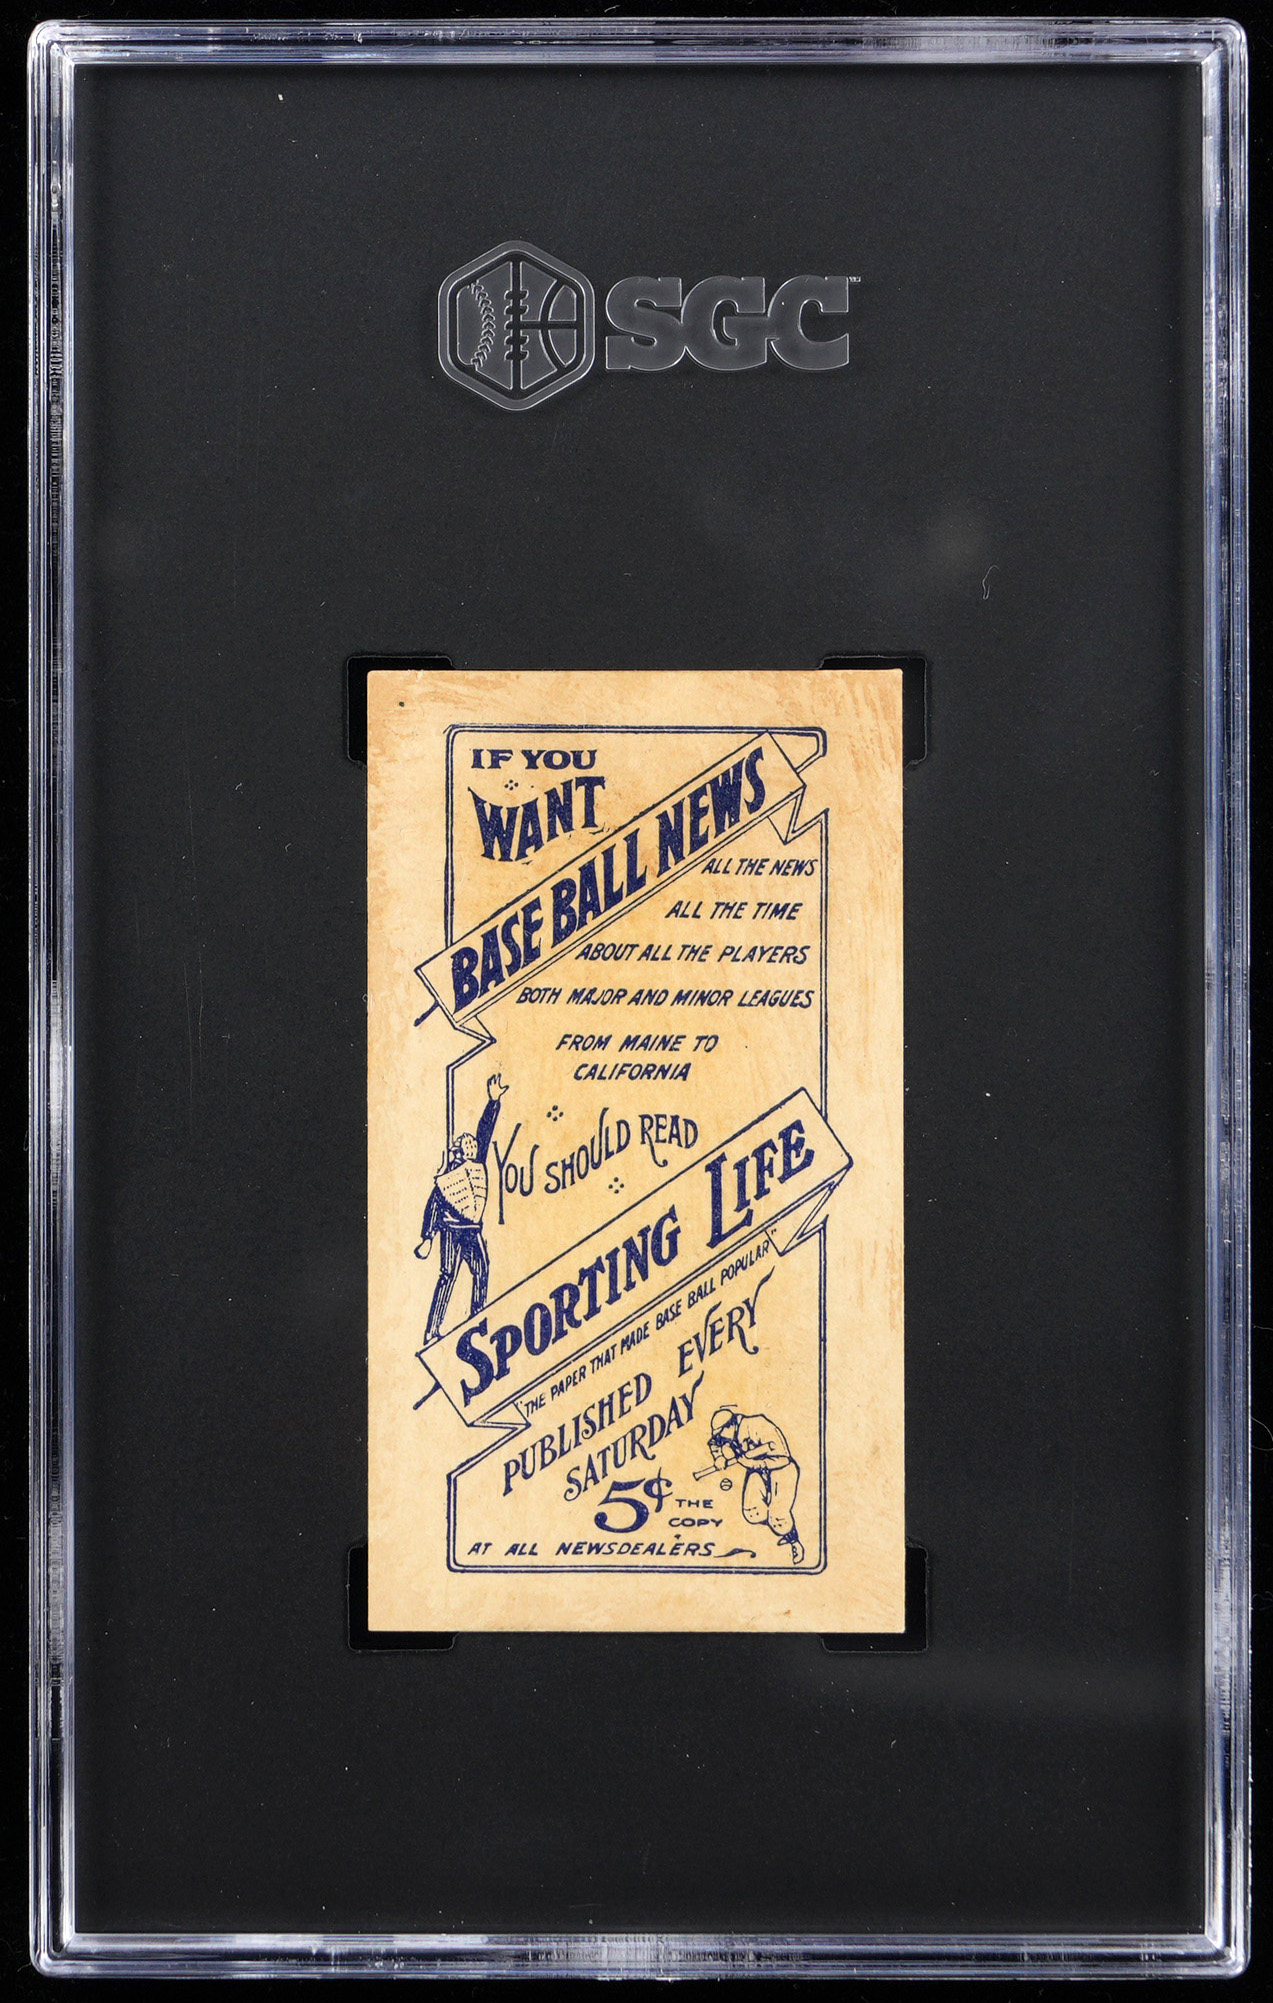 SGC™
IF YOU
WANT
BASE BALL NEWS
ALL THE NEWS
ALL THE TIME
ABOUT ALL THE PLAYERS
BOTH MAJOR AND MINOR LEAGUES
FROM MAINE TO
CALIFORNIA
YOU SHOULD READ
SPORTING LIFE
"THE PAPER THAT MADE BASE BALL POPULAR"
PUBLISHED EVERY
SATURDAY
5¢ THE
COPY
AT ALL NEWSDEALERS